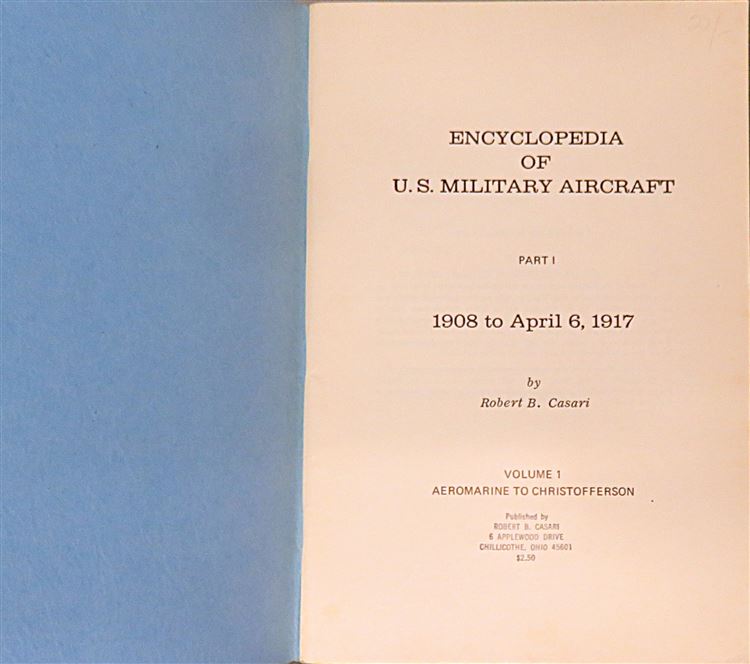 20/-
ENCYCLOPEDIA
OF
U.S. MILITARY AIRCRAFT
PART I
1908 to April 6, 1917
by
Robert B. Casari
VOLUME 1
AEROMARINE TO CHRISTOFFERSON
Published by
ROBERT B. CASARI
6 APPLEWOOD DRIVE
CHILLICOTHE, OHIO 45601
$2.50